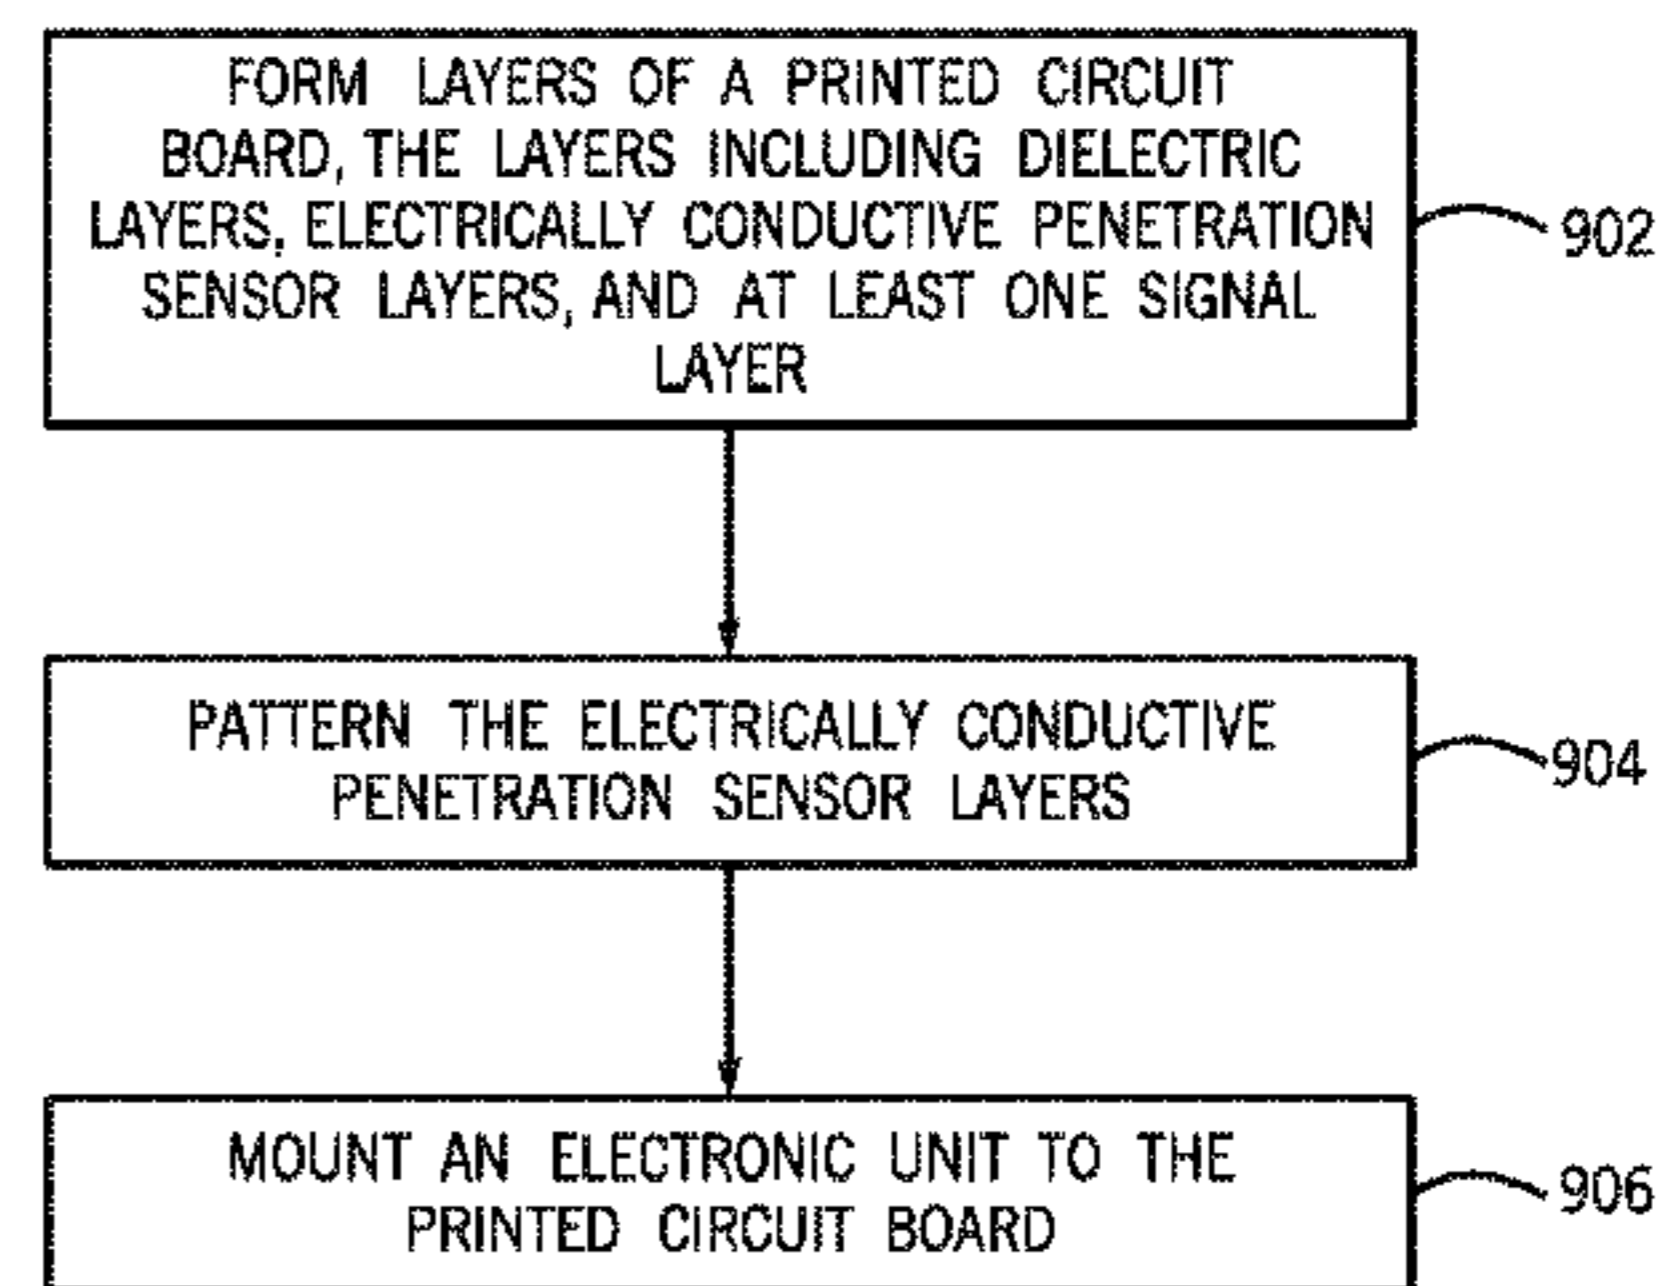 FORM LAYERS OF A PRINTED CIRCUIT
BOARD, THE LAYERS INCLUDING DIELECTRIC
LAYERS, ELECTRICALLY CONDUCTIVE PENETRATION
SENSOR LAYERS, AND AT LEAST ONE SIGNAL
LAYER
902
PATTERN THE ELECTRICALLY CONDUCTIVE
PENETRATION SENSOR LAYERS
904
MOUNT AN ELECTRONIC UNIT TO THE
PRINTED CIRCUIT BOARD
906